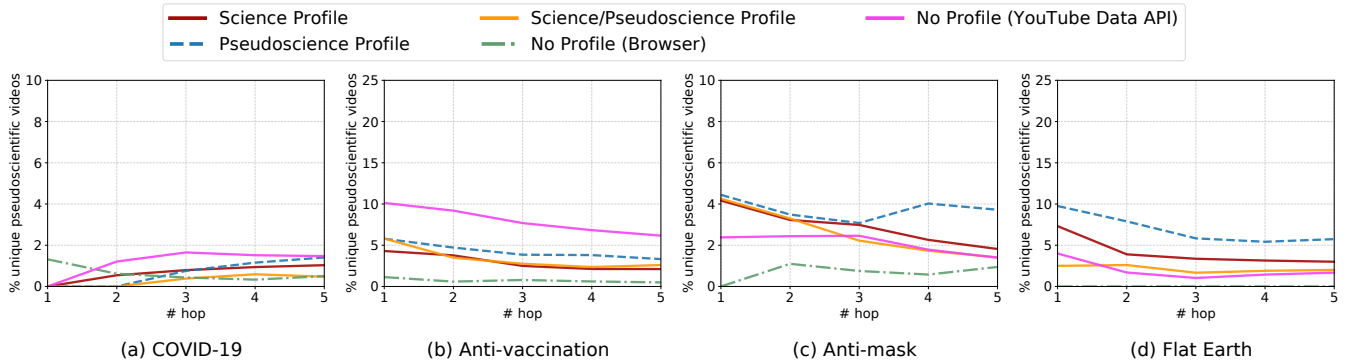 Science Profile
Pseudoscience Profile
Science/Pseudoscience Profile
No Profile (Browser)
No Profile (YouTube Data API)
% unique pseudoscientific videos
10
8
6
4
2
0
1 2 3 4 5
# hop
(a) COVID-19
% unique pseudoscientific videos
25
20
15
10
5
0
1 2 3 4 5
# hop
(b) Anti-vaccination
% unique pseudoscientific videos
10
8
6
4
2
0
1 2 3 4 5
# hop
(c) Anti-mask
% unique pseudoscientific videos
25
20
15
10
5
0
1 2 3 4 5
# hop
(d) Flat Earth